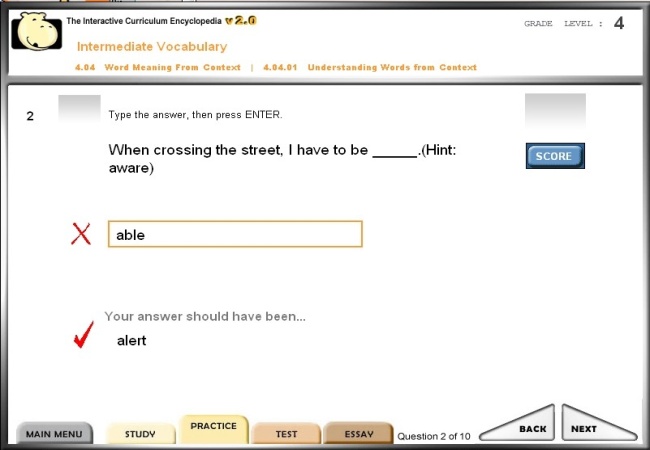 The Interactive Curriculum Encyclopedia v 2.0
GRADE LEVEL : 4
Intermediate Vocabulary
4.04 Word Meaning From Context | 4.04.01 Understanding Words from Context
2
Type the answer, then press ENTER.
When crossing the street, I have to be ______.(Hint:
aware)
SCORE
able
Your answer should have been...
alert
MAIN MENU
STUDY
PRACTICE
TEST
ESSAY
Question 2 of 10
BACK
NEXT